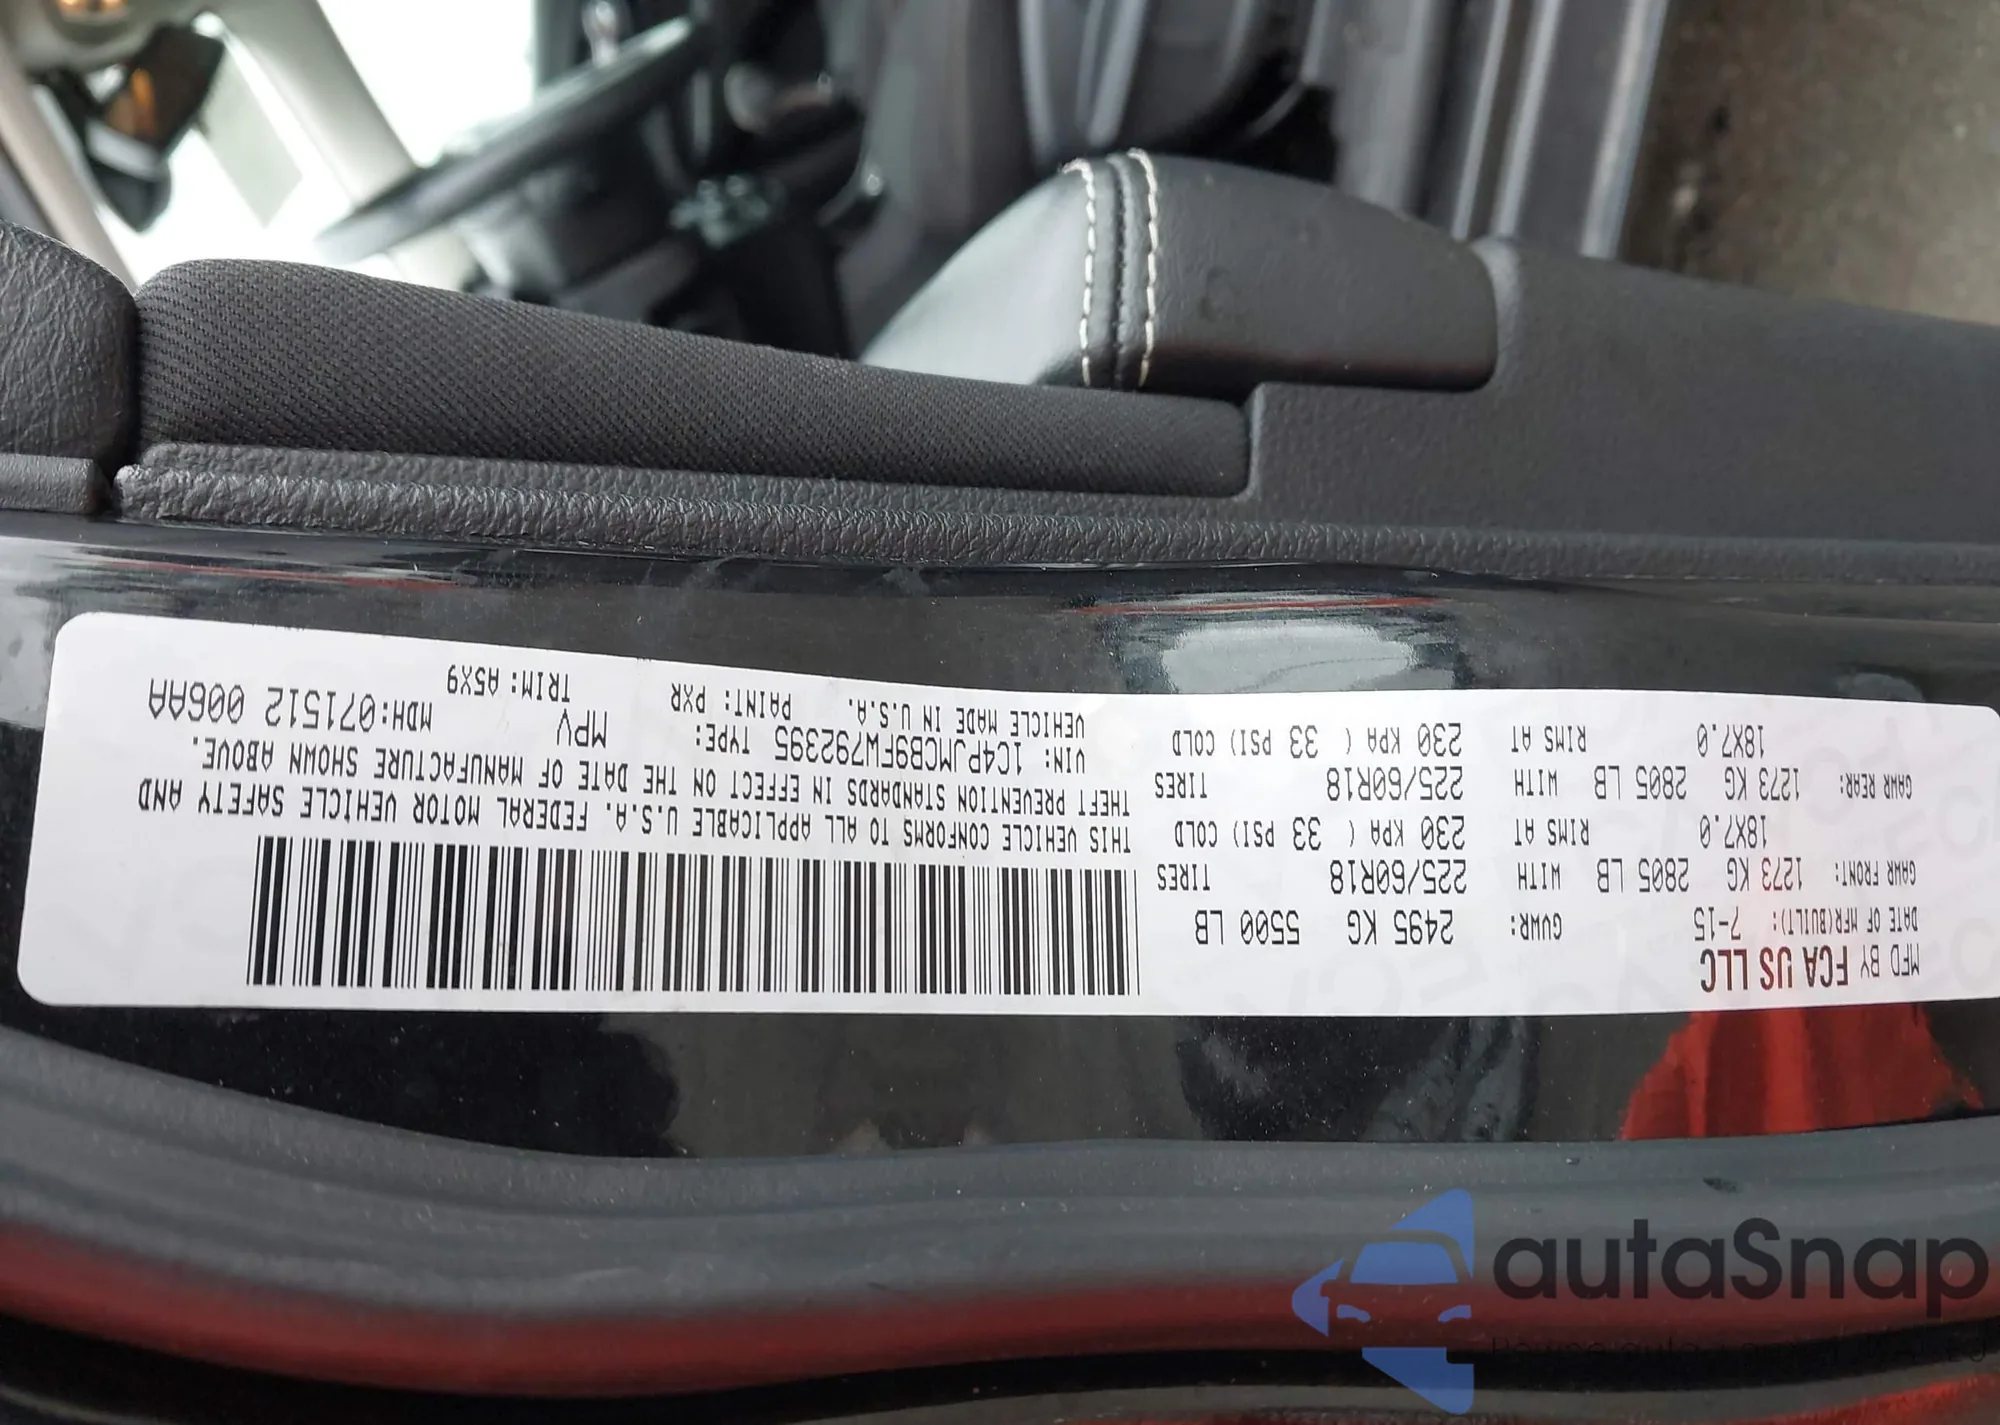 MFD BY FCA US LLC
DATE OF MFR(BUILT): 7-15 GVWR: 2495 KG 5500 LB
GAWR FRONT: 1273 KG 2805 LB WITH 225/60R18 TIRES
18X7.0 RIMS AT 230 KPA ( 33 PSI) COLD
GAWR REAR: 1273 KG 2805 LB WITH 225/60R18 TIRES
18X7.0 RIMS AT 230 KPA ( 33 PSI) COLD
THIS VEHICLE CONFORMS TO ALL APPLICABLE U.S.A. FEDERAL MOTOR VEHICLE SAFETY AND
THEFT PREVENTION STANDARDS IN EFFECT ON THE DATE OF MANUFACTURE SHOWN ABOVE.
VIN: 1C4PJMCB9FW792395 TYPE: MPV MDH:071512 006AA
VEHICLE MADE IN U.S.A. PAINT: PXR TRIM: A5X9
autaSnap